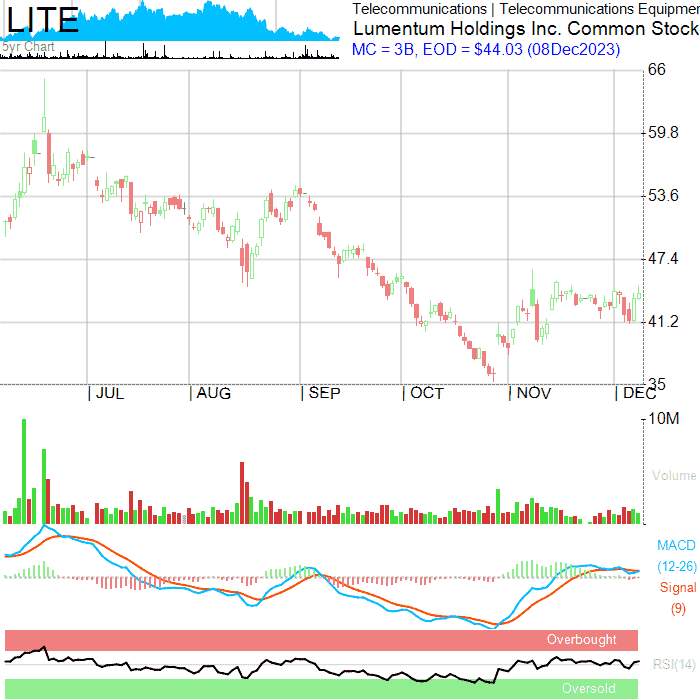 LITE
5yr Chart
Telecommunications | Telecommunications Equipmen
Lumentum Holdings Inc. Common Stock
MC = 3B, EOD = $44.03 (08Dec2023)
66
59.8
53.6
47.4
41.2
35
JUL AUG SEP OCT NOV DEC
10M
Volume
MACD
(12-26)
Signal
(9)
Overbought
RSI(14)
Oversold